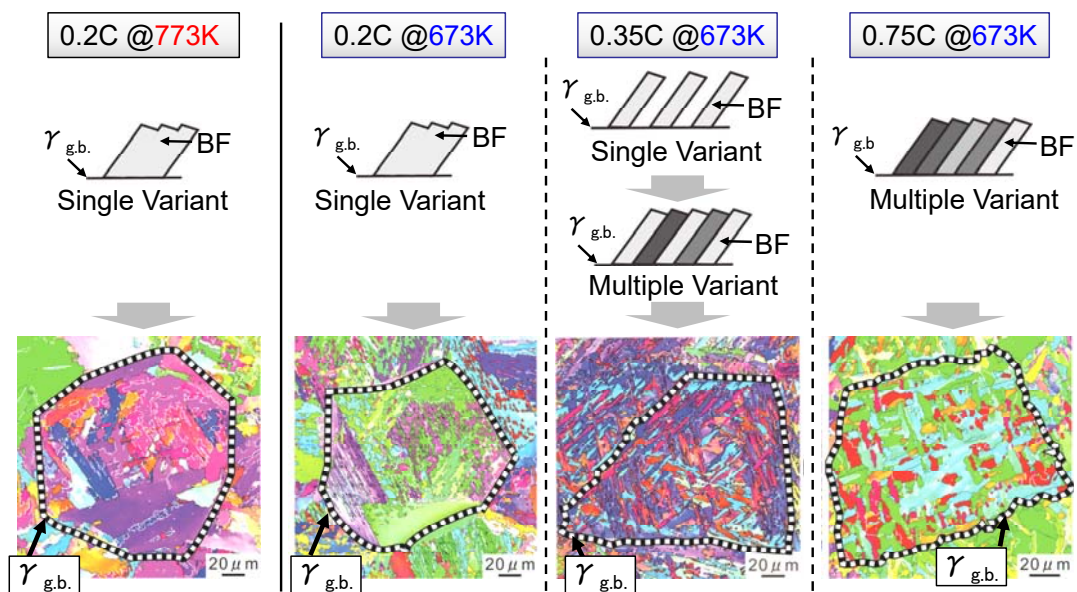 0.2C @773K
0.2C @673K
0.35C @673K
0.75C @673K
γ g.b.
BF
Single Variant
γ g.b.
BF
Single Variant
γ g.b.
BF
Single Variant
γ g.b.
BF
Multiple Variant
γ g.b
BF
Multiple Variant
20 μm
γ g.b.
20 μm
γ g.b.
20 μm
γ g.b.
20 μm
γ g.b.